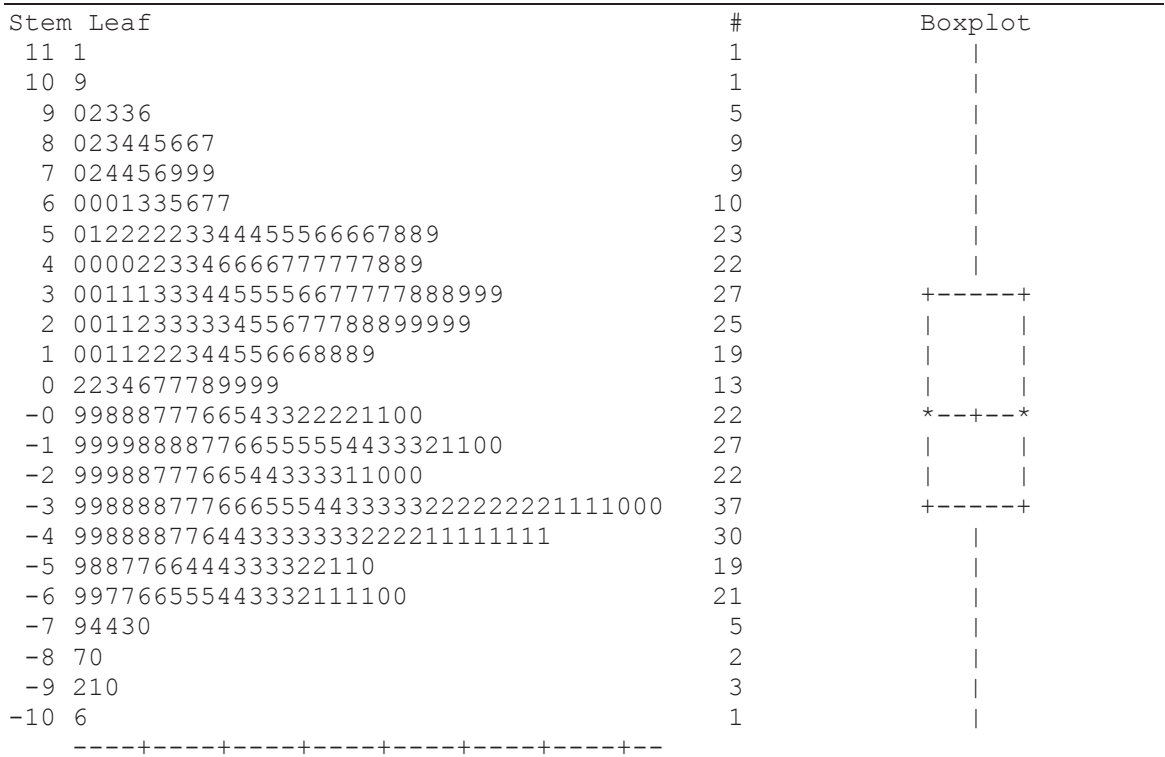 Stem Leaf # Boxplot
11 1 1 |
10 9 1 |
9 02336 5 |
8 023445667 9 |
7 024456999 9 |
6 0001335677 10 |
5 01222223344455566667889 23 |
4 0000223346666777777889 22 |
3 0011133334455556677777888999 27 +-----+
2 0011233333455677788899999 25 | |
1 0011222344556668889 19 | |
0 2234677789999 13 | |
-0 9988877766543322221100 22 *--+--*
-1 9999888887766555554433321100 27 | |
-2 9998877766544333311000 22 | |
-3 9988887776665554433333222222221111000 37 +-----+
-4 998888776443333333222211111111 30 |
-5 9887766444333322110 19 |
-6 997766555443332111100 21 |
-7 94430 5 |
-8 70 2 |
-9 210 3 |
-10 6 1 |
----+----+----+----+----+----+----+--